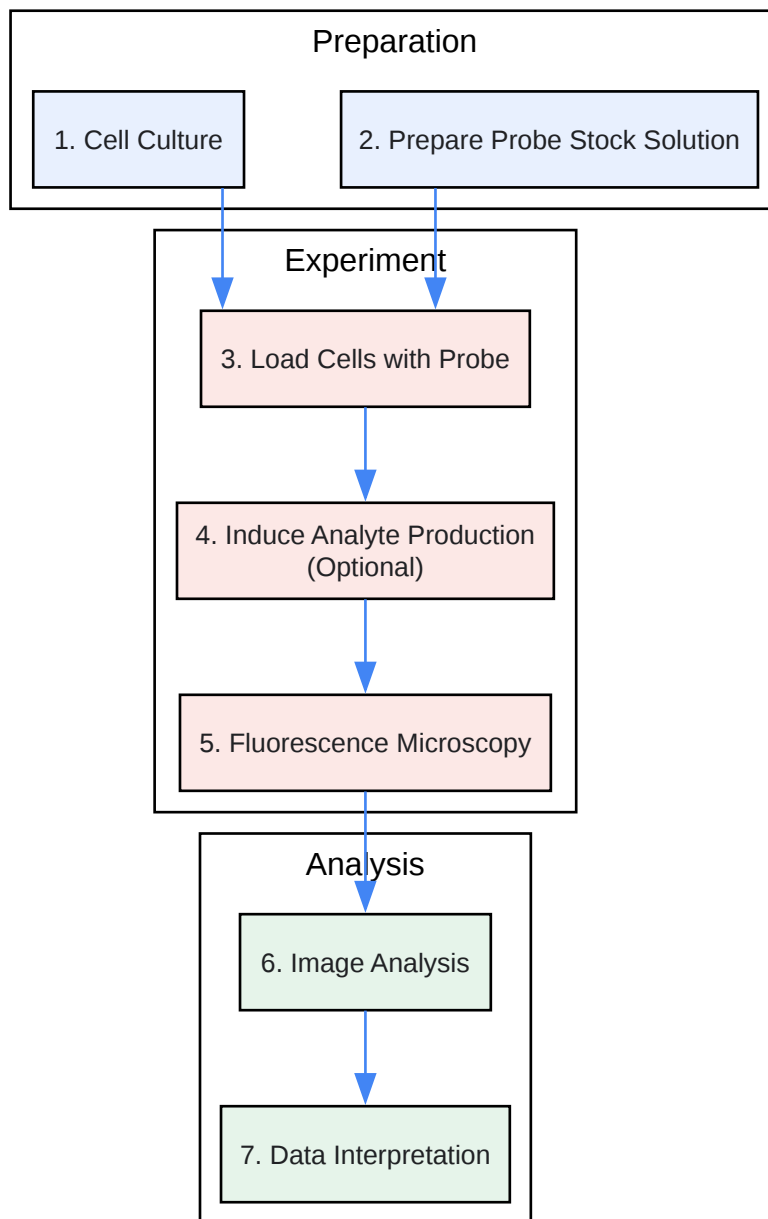 Preparation
1. Cell Culture
2. Prepare Probe Stock Solution
Experiment
3. Load Cells with Probe
4. Induce Analyte Production
(Optional)
5. Fluorescence Microscopy
Analysis
6. Image Analysis
7. Data Interpretation